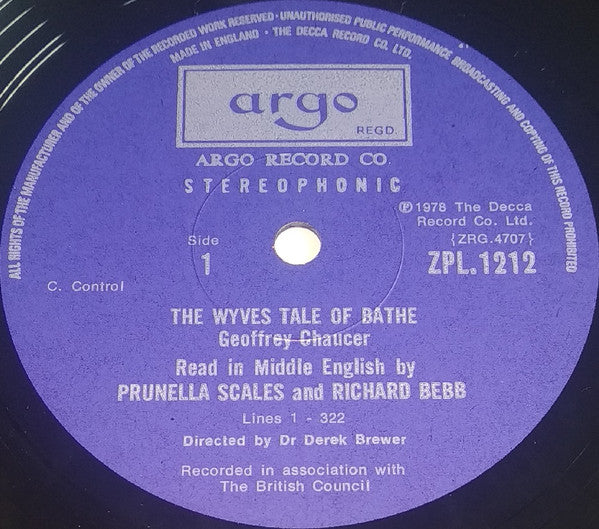 ALL RIGHTS OF THE MANUFACTURER AND OF THE OWNER OF THE RECORDED WORK RESERVED · UNAUTHORISED PUBLIC PERFORMANCE BROADCASTING AND COPYING OF THIS RECORD PROHIBITED
MADE IN ENGLAND · THE DECCA RECORD CO. LTD.
argo
REGD.
ARGO RECORD CO.
STEREOPHONIC
℗ 1978 The Decca
Record Co. Ltd.
Side
1
{ZRG.4707}
ZPL.1212
C. Control
THE WYVES TALE OF BATHE
Geoffrey Chaucer
Read in Middle English by
PRUNELLA SCALES and RICHARD BEBB
Lines 1 - 322
Directed by Dr Derek Brewer
Recorded in association with
The British Council